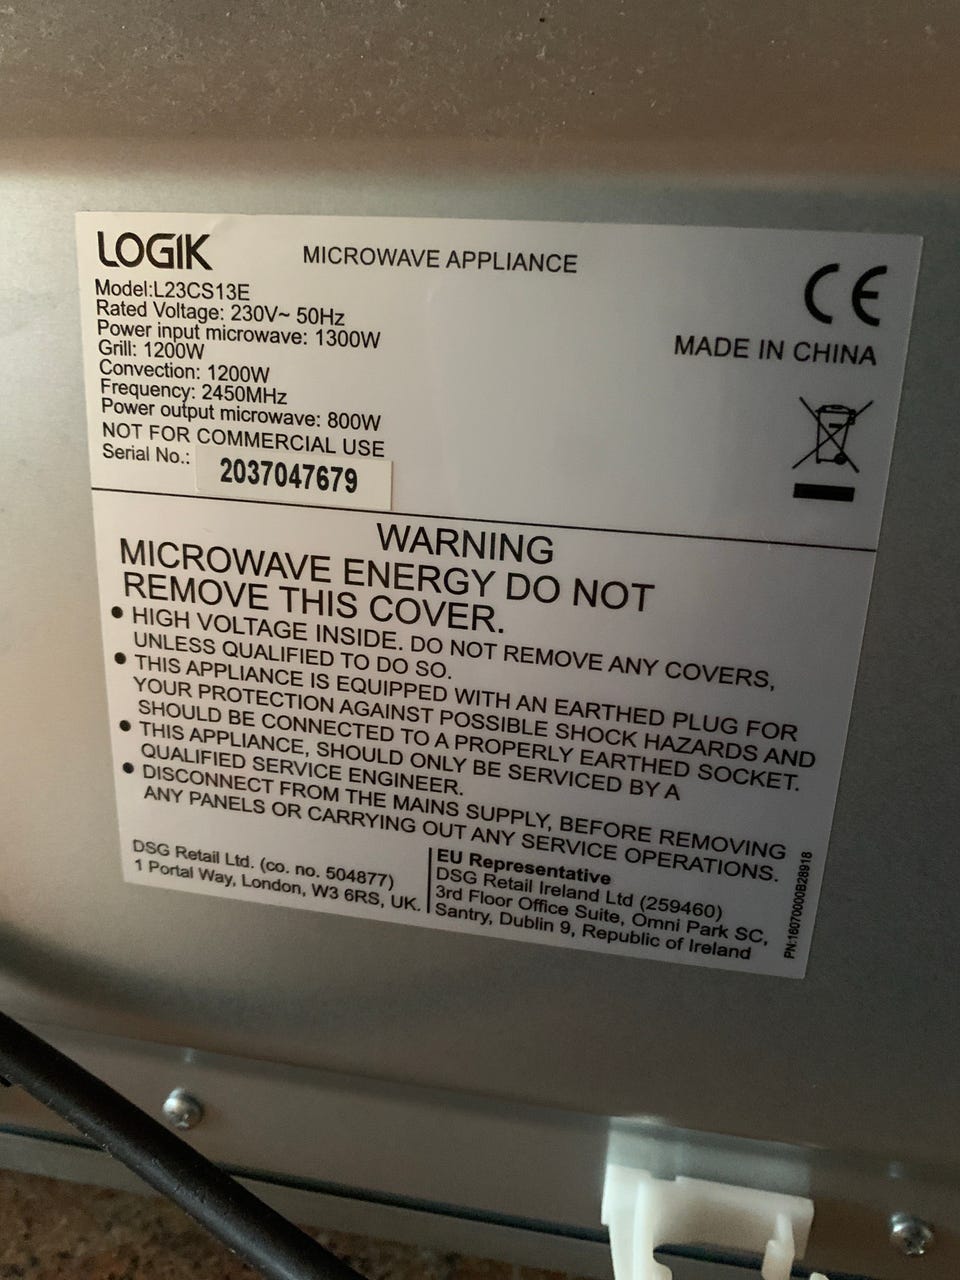 LOGIK
MICROWAVE APPLIANCE
Model:L23CS13E
Rated Voltage: 230V~ 50Hz
Power input microwave: 1300W
Grill: 1200W
Convection: 1200W
Frequency: 2450MHz
Power output microwave: 800W
NOT FOR COMMERCIAL USE
Serial No.: 2037047679
CE
MADE IN CHINA
WARNING
MICROWAVE ENERGY DO NOT
REMOVE THIS COVER.
• HIGH VOLTAGE INSIDE. DO NOT REMOVE ANY COVERS,
UNLESS QUALIFIED TO DO SO.
• THIS APPLIANCE IS EQUIPPED WITH AN EARTHED PLUG FOR
YOUR PROTECTION AGAINST POSSIBLE SHOCK HAZARDS AND
SHOULD BE CONNECTED TO A PROPERLY EARTHED SOCKET.
• THIS APPLIANCE, SHOULD ONLY BE SERVICED BY A
QUALIFIED SERVICE ENGINEER.
• DISCONNECT FROM THE MAINS SUPPLY, BEFORE REMOVING
ANY PANELS OR CARRYING OUT ANY SERVICE OPERATIONS.
DSG Retail Ltd. (co. no. 504877)
1 Portal Way, London, W3 6RS, UK.
EU Representative
DSG Retail Ireland Ltd (259460)
3rd Floor Office Suite, Omni Park SC,
Santry, Dublin 9, Republic of Ireland
PN:16070000B28918